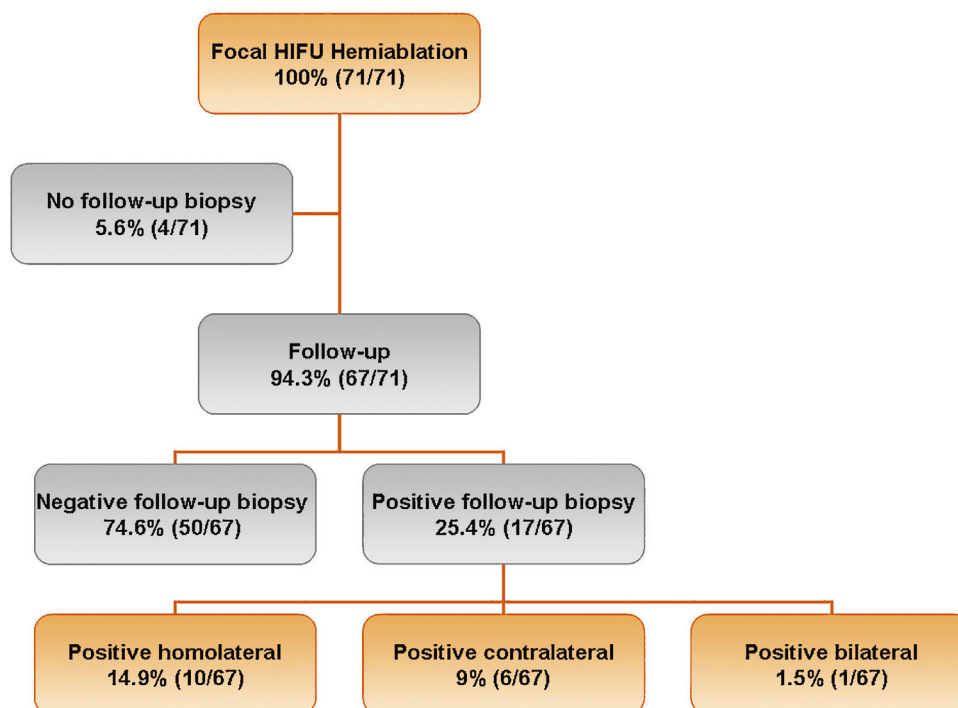 Focal HIFU Hemiablation
100% (71/71)
No follow-up biopsy
5.6% (4/71)
Follow-up
94.3% (67/71)
Negative follow-up biopsy
74.6% (50/67)
Positive follow-up biopsy
25.4% (17/67)
Positive homolateral
14.9% (10/67)
Positive contralateral
9% (6/67)
Positive bilateral
1.5% (1/67)